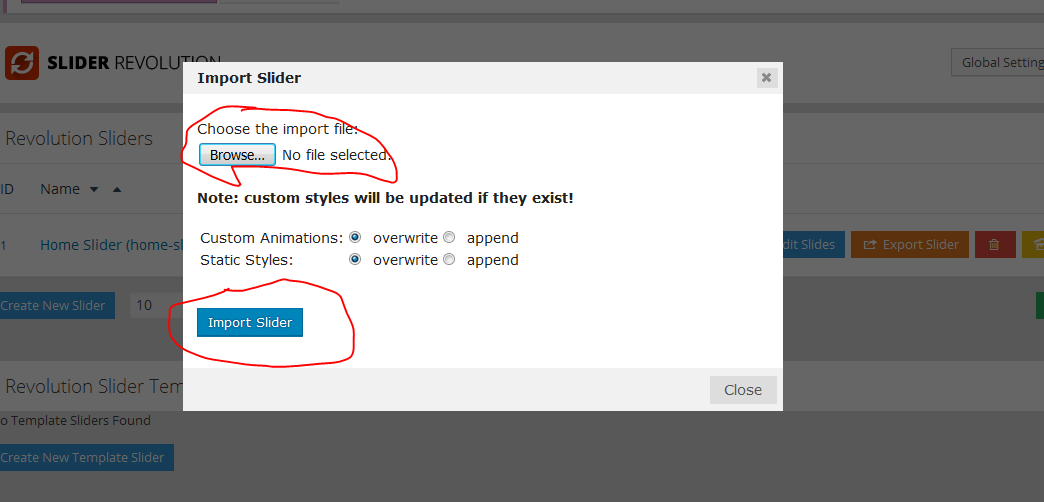 SLIDER REVOLUTION
Global Setting
Import Slider
Revolution Sliders
Choose the import file:
Browse... No file selected.
ID Name
Note: custom styles will be updated if they exist!
1 Home Slider (home-sl
Custom Animations: overwrite append
dit Slides Export Slider
Static Styles: overwrite append
Create New Slider 10
Import Slider
Revolution Slider Tem
Close
o Template Sliders Found
Create New Template Slider